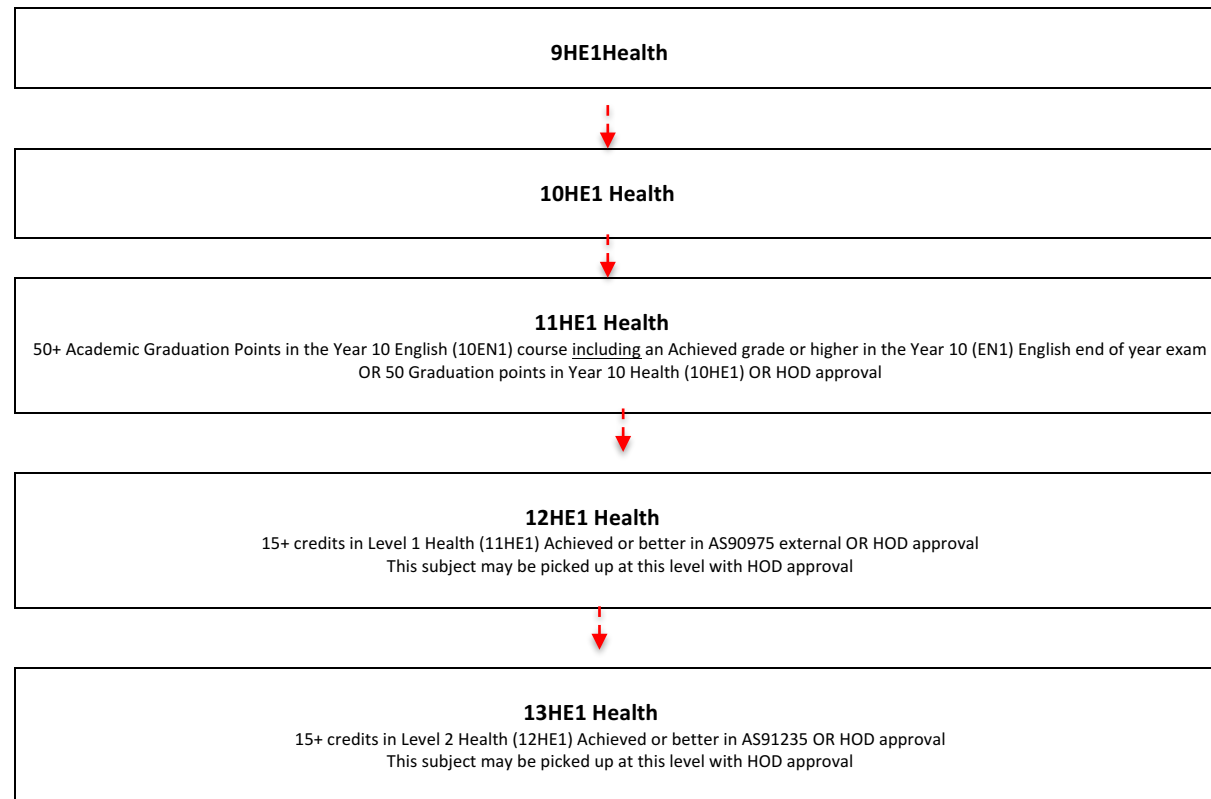 9HE1Health
10HE1 Health
11HE1 Health
50+ Academic Graduation Points in the Year 10 English (10EN1) course including an Achieved grade or higher in the Year 10 (EN1) English end of year exam
OR 50 Graduation points in Year 10 Health (10HE1) OR HOD approval
12HE1 Health
15+ credits in Level 1 Health (11HE1) Achieved or better in AS90975 external OR HOD approval
This subject may be picked up at this level with HOD approval
13HE1 Health
15+ credits in Level 2 Health (12HE1) Achieved or better in AS91235 OR HOD approval
This subject may be picked up at this level with HOD approval